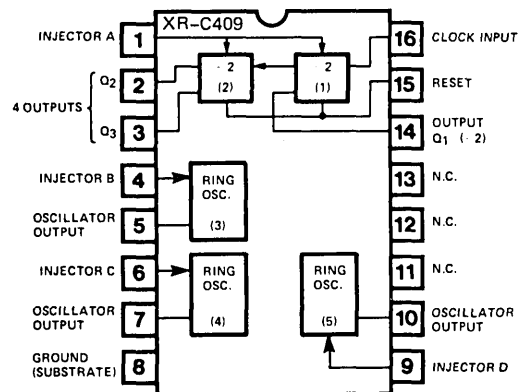 XR-C409
INJECTOR A 1
Q2 2
4 OUTPUTS
Q3 3
INJECTOR B 4
OSCILLATOR OUTPUT 5
INJECTOR C 6
OSCILLATOR OUTPUT 7
GROUND (SUBSTRATE) 8
- 2
(2)
2
(1)
RING
OSC.
(3)
RING
OSC.
(4)
RING
OSC.
(5)
16 CLOCK INPUT
15 RESET
14 OUTPUT
Q1 (- 2)
13 N.C.
12 N.C.
11 N.C.
10 OSCILLATOR OUTPUT
9 INJECTOR D